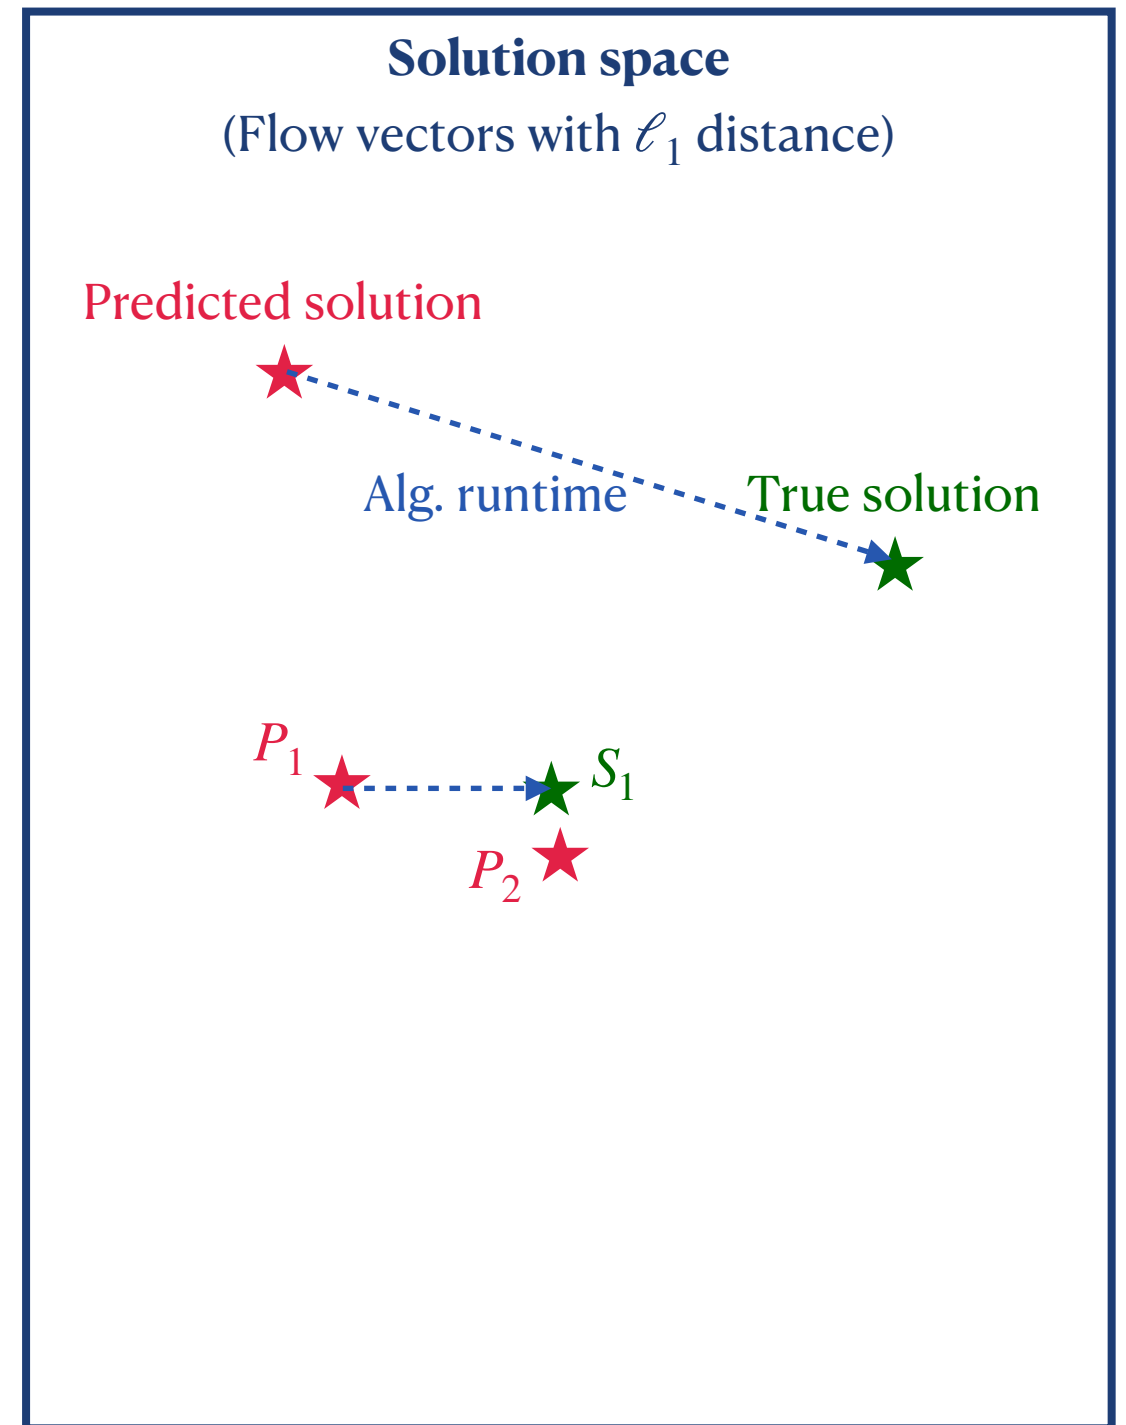 Solution space
(Flow vectors with ℓ₁ distance)
Predicted solution
Alg. runtime
True solution
P₁
S₁
P₂